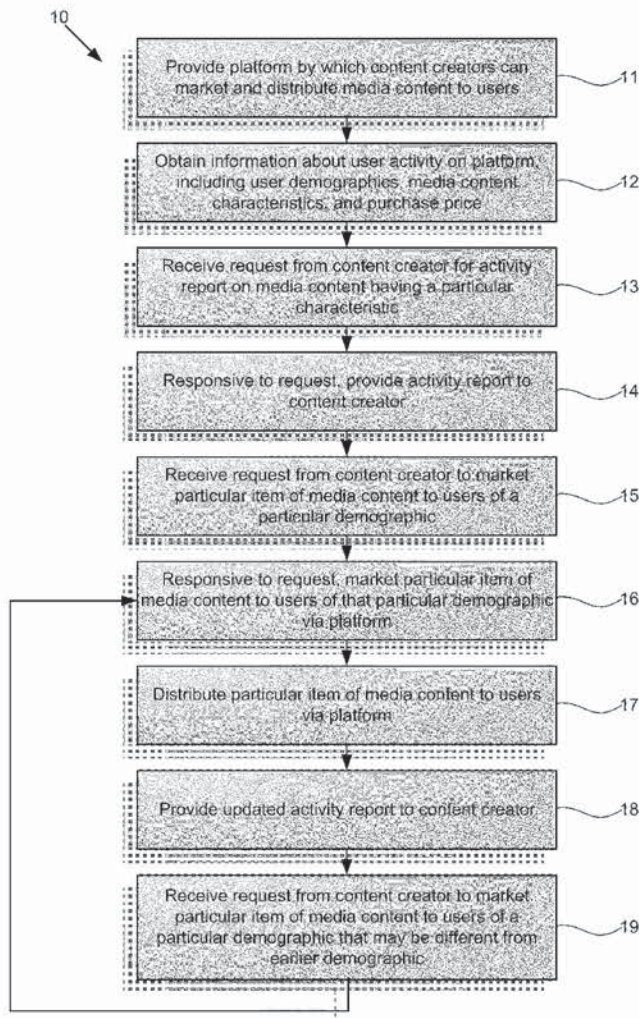 10
Provide platform by which content creators can
market and distribute media content to users
11
Obtain information about user activity on platform,
including user demographics, media content
characteristics, and purchase price
12
Receive request from content creator for activity
report on media content having a particular
characteristic
13
Responsive to request, provide activity report to
content creator
14
Receive request from content creator to market
particular item of media content to users of a
particular demographic
15
Responsive to request, market particular item of
media content to users of that particular demographic
via platform
16
Distribute particular item of media content to users
via platform
17
Provide updated activity report to content creator
18
Receive request from content creator to market
particular item of media content to users of a
particular demographic that may be different from
earlier demographic
19